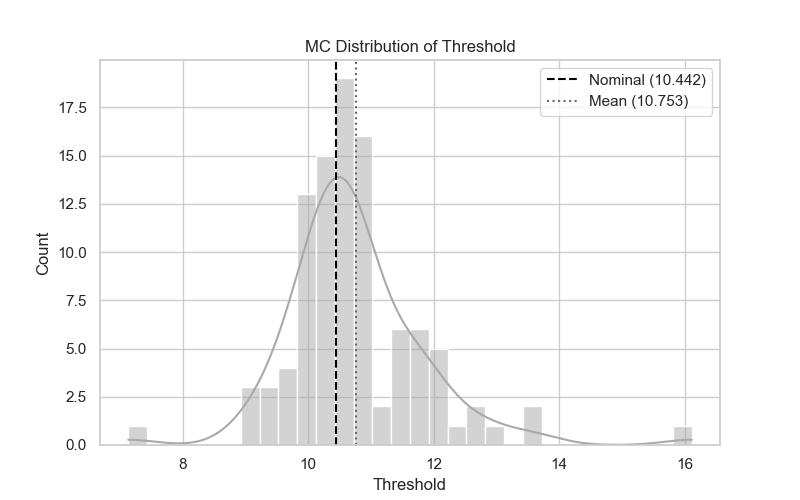 MC Distribution of Threshold
Nominal (10.442)
Mean (10.753)
17.5
15.0
12.5
10.0
7.5
5.0
2.5
0.0
Count
8 10 12 14 16
Threshold